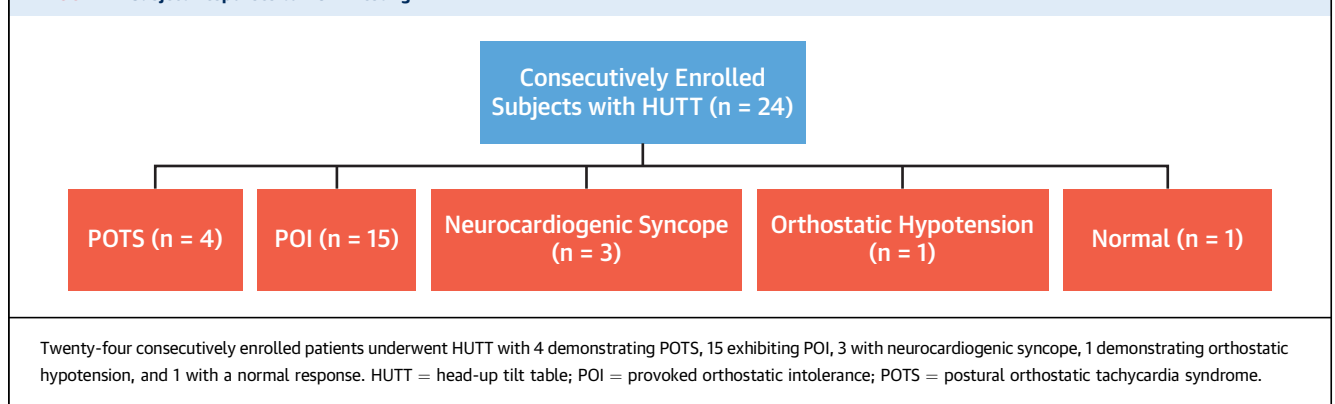 Consecutively Enrolled
Subjects with HUTT (n = 24)
POTS (n = 4)
POI (n = 15)
Neurocardiogenic Syncope
(n = 3)
Orthostatic Hypotension
(n = 1)
Normal (n = 1)
Twenty-four consecutively enrolled patients underwent HUTT with 4 demonstrating POTS, 15 exhibiting POI, 3 with neurocardiogenic syncope, 1 demonstrating orthostatic
hypotension, and 1 with a normal response. HUTT = head-up tilt table; POI = provoked orthostatic intolerance; POTS = postural orthostatic tachycardia syndrome.